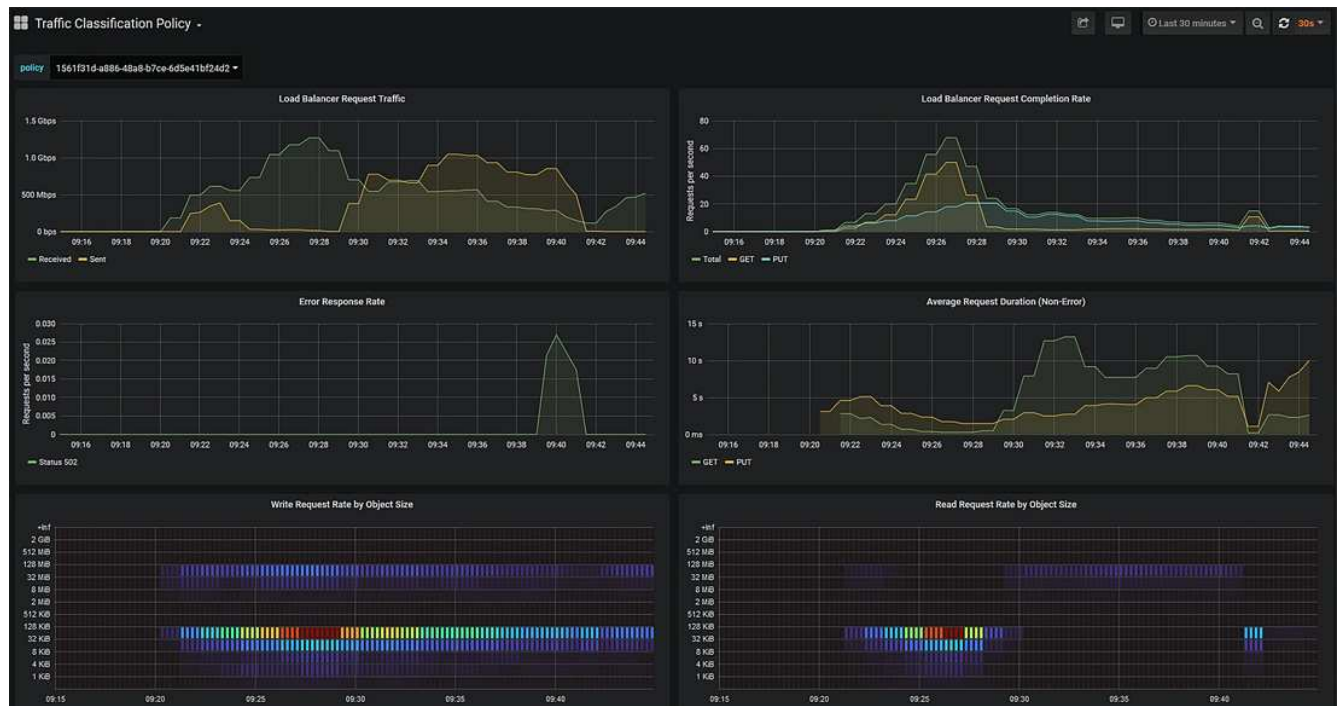 Traffic Classification Policy
Last 30 minutes
30s
policy 1561f31d-a886-48a8-b7ce-6d5e41bf24d2
Load Balancer Request Traffic
1.5 Gbps
1.0 Gbps
500 Mbps
0 bps
09:16 09:18 09:20 09:22 09:24 09:26 09:28 09:30 09:32 09:34 09:36 09:38 09:40 09:42 09:44
Received Sent
Load Balancer Request Completion Rate
Requests per second
80
60
40
20
0
09:16 09:18 09:20 09:22 09:24 09:26 09:28 09:30 09:32 09:34 09:36 09:38 09:40 09:42 09:44
Total GET PUT
Error Response Rate
Requests per second
0.030
0.025
0.020
0.015
0.010
0.005
0
09:16 09:18 09:20 09:22 09:24 09:26 09:28 09:30 09:32 09:34 09:36 09:38 09:40 09:42 09:44
Status 502
Average Request Duration (Non-Error)
15 s
10 s
5 s
0 ms
09:16 09:18 09:20 09:22 09:24 09:26 09:28 09:30 09:32 09:34 09:36 09:38 09:40 09:42 09:44
GET PUT
Write Request Rate by Object Size
+Inf
2 GiB
512 MiB
128 MiB
32 MiB
8 MiB
2 MiB
512 KiB
128 KiB
32 KiB
8 KiB
4 KiB
1 KiB
09:15 09:20 09:25 09:30 09:35 09:40
Read Request Rate by Object Size
+Inf
2 GiB
512 MiB
128 MiB
32 MiB
8 MiB
2 MiB
512 KiB
128 KiB
32 KiB
8 KiB
4 KiB
1 KiB
09:15 09:20 09:25 09:30 09:35 09:40